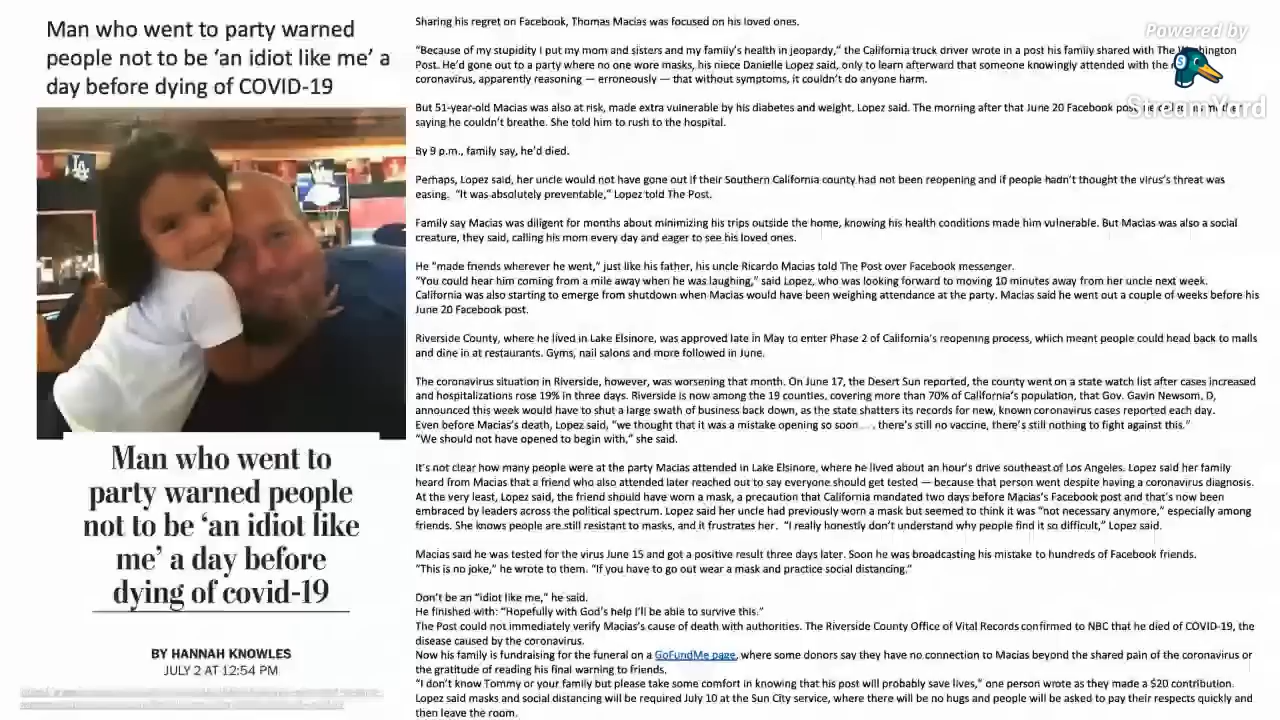 Man who went to party warned
people not to be ‘an idiot like me’ a
day before dying of COVID-19
LA
Man who went to
party warned people
not to be ‘an idiot like
me’ a day before
dying of covid-19
BY HANNAH KNOWLES
JULY 2 AT 12:54 PM
Sharing his regret on Facebook, Thomas Macias was focused on his loved ones.
“Because of my stupidity I put my mom and sisters and my family’s health in jeopardy,” the California truck driver wrote in a post his family shared with The Washington
Post. He’d gone out to a party where no one wore masks, his niece Danielle Lopez said, only to learn afterward that someone knowingly attended with the
coronavirus, apparently reasoning — erroneously — that without symptoms, it couldn’t do anyone harm.
But 51-year-old Macias was also at risk, made extra vulnerable by his diabetes and weight, Lopez said. The morning after that June 20 Facebook post, he called his mother
saying he couldn’t breathe. She told him to rush to the hospital.
By 9 p.m., family say, he’d died.
Perhaps, Lopez said, her uncle would not have gone out if their Southern California county had not been reopening and if people hadn’t thought the virus’s threat was
easing. “It was absolutely preventable,” Lopez told The Post.
Family say Macias was diligent for months about minimizing his trips outside the home, knowing his health conditions made him vulnerable. But Macias was also a social
creature, they said, calling his mom every day and eager to see his loved ones.
He “made friends wherever he went,” just like his father, his uncle Ricardo Macias told The Post over Facebook messenger.
“You could hear him coming from a mile away when he was laughing,” said Lopez, who was looking forward to moving 10 minutes away from her uncle next week.
California was also starting to emerge from shutdown when Macias would have been weighing attendance at the party. Macias said he went out a couple of weeks before his
June 20 Facebook post.
Riverside County, where he lived in Lake Elsinore, was approved late in May to enter Phase 2 of California’s reopening process, which meant people could head back to malls
and dine in at restaurants. Gyms, nail salons and more followed in June.
The coronavirus situation in Riverside, however, was worsening that month. On June 17, the Desert Sun reported, the county went on a state watch list after cases increased
and hospitalizations rose 19% in three days. Riverside is now among the 19 counties, covering more than 70% of California’s population, that Gov. Gavin Newsom, D,
announced this week would have to shut a large swath of business back down, as the state shatters its records for new, known coronavirus cases reported each day.
Even before Macias’s death, Lopez said, “we thought that it was a mistake opening so soon ... , there’s still no vaccine, there’s still nothing to fight against this.”
“We should not have opened to begin with,” she said.
It’s not clear how many people were at the party Macias attended in Lake Elsinore, where he lived about an hour’s drive southeast of Los Angeles. Lopez said her family
heard from Macias that a friend who also attended later reached out to say everyone should get tested — because that person went despite having a coronavirus diagnosis.
At the very least, Lopez said, the friend should have worn a mask, a precaution that California mandated two days before Macias’s Facebook post and that’s now been
embraced by leaders across the political spectrum. Lopez said her uncle had previously worn a mask but seemed to think it was “not necessary anymore,” especially among
friends. She knows people are still resistant to masks, and it frustrates her. “I really honestly don’t understand why people find it so difficult,” Lopez said.
Macias said he was tested for the virus June 15 and got a positive result three days later. Soon he was broadcasting his mistake to hundreds of Facebook friends.
“This is no joke,” he wrote to them. “If you have to go out wear a mask and practice social distancing.”
Don’t be an “idiot like me,” he said.
He finished with: “Hopefully with God’s help I’ll be able to survive this.”
The Post could not immediately verify Macias’s cause of death with authorities. The Riverside County Office of Vital Records confirmed to NBC that he died of COVID-19, the
disease caused by the coronavirus.
Now his family is fundraising for the funeral on a GoFundMe page, where some donors say they have no connection to Macias beyond the shared pain of the coronavirus or
the gratitude of reading his final warning to friends.
“I don’t know Tommy or your family but please take some comfort in knowing that his post will probably save lives,” one person wrote as they made a $20 contribution.
Lopez said masks and social distancing will be required July 10 at the Sun City service, where there will be no hugs and people will be asked to pay their respects quickly and
then leave the room.
Powered by
StreamYard